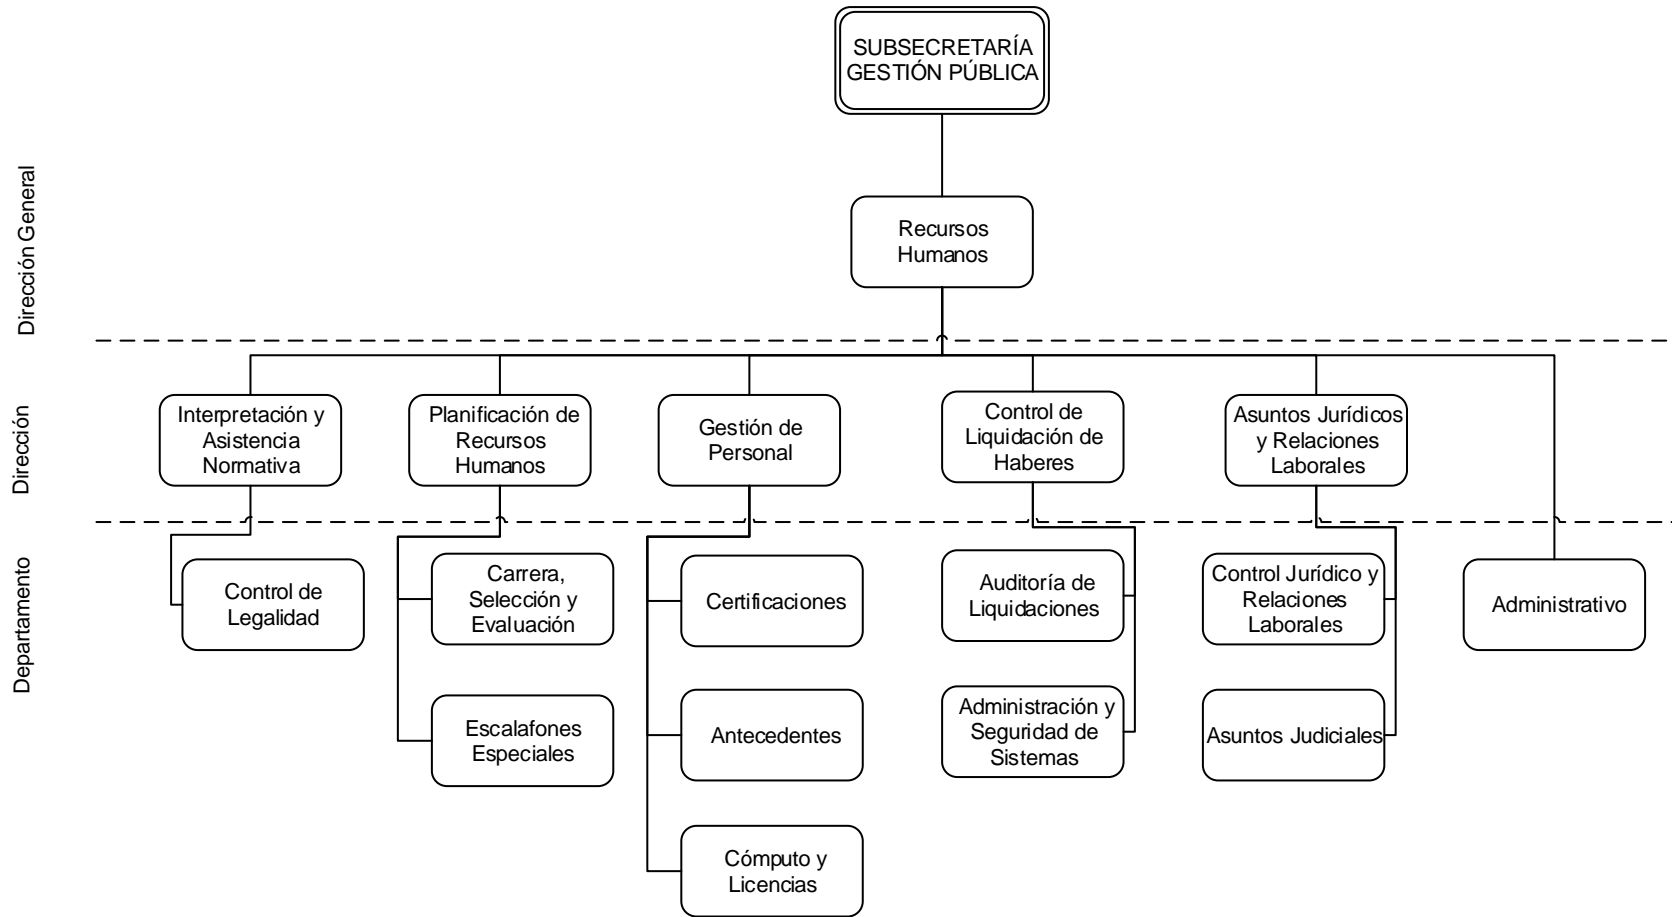 SUBSECRETARÍA
GESTIÓN PÚBLICA
Dirección General
Recursos
Humanos
Dirección
Interpretación y
Asistencia
Normativa
Planificación de
Recursos
Humanos
Gestión de
Personal
Control de
Liquidación de
Haberes
Asuntos Jurídicos
y Relaciones
Laborales
Departamento
Control de
Legalidad
Carrera,
Selección y
Evaluación
Certificaciones
Auditoría de
Liquidaciones
Control Jurídico y
Relaciones
Laborales
Administrativo
Escalafones
Especiales
Antecedentes
Administración y
Seguridad de
Sistemas
Asuntos Judiciales
Cómputo y
Licencias